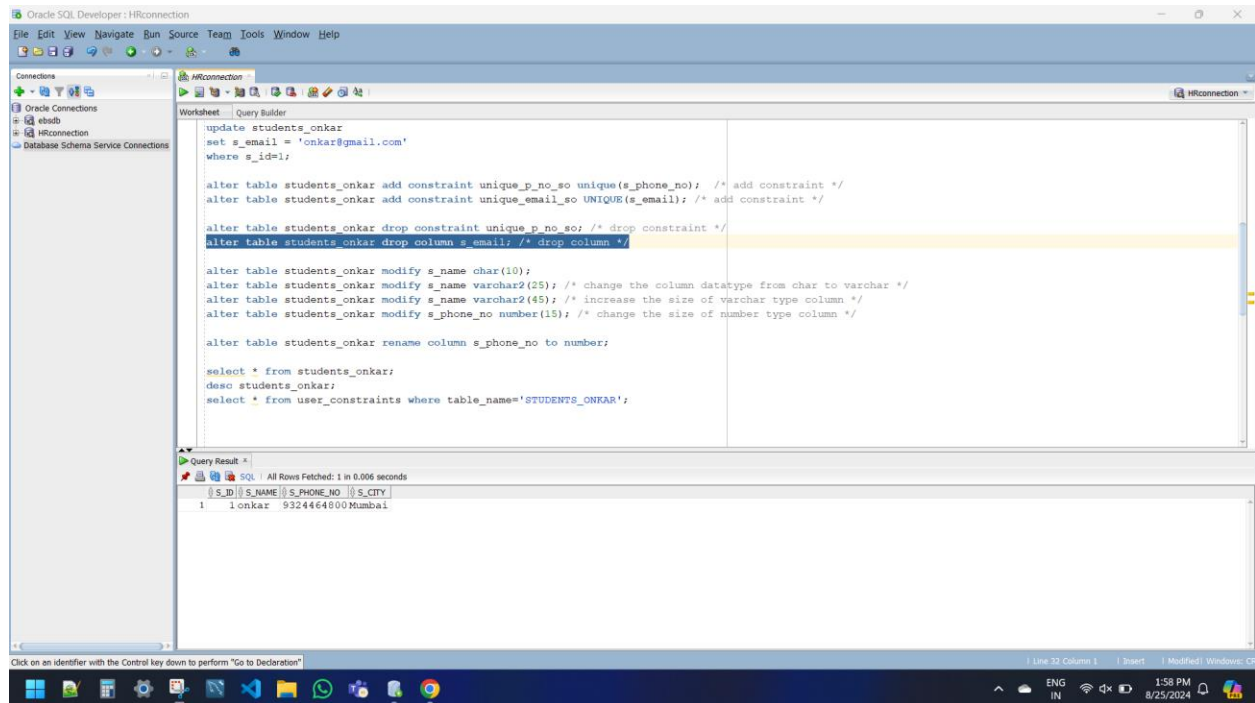 Oracle SQL Developer : HRconnection
File Edit View Navigate Run Source Team Tools Window Help
Connections
HRconnection
HRconnection
Oracle Connections
ebsdb
HRconnection
Database Schema Service Connections
Worksheet Query Builder
update students_onkar
set s_email = 'onkar@gmail.com'
where s_id=1;
alter table students_onkar add constraint unique_p_no_so unique(s_phone_no); /* add constraint */
alter table students_onkar add constraint unique_email_so UNIQUE(s_email); /* add constraint */
alter table students_onkar drop constraint unique_p_no_so; /* drop constraint */
alter table students_onkar drop column s_email; /* drop column */
alter table students_onkar modify s_name char(10);
alter table students_onkar modify s_name varchar2(25); /* change the column datatype from char to varchar */
alter table students_onkar modify s_name varchar2(45); /* increase the size of varchar type column */
alter table students_onkar modify s_phone_no number(15); /* change the size of number type column */
alter table students_onkar rename column s_phone_no to number;
select * from students_onkar;
desc students_onkar;
select * from user_constraints where table_name='STUDENTS_ONKAR';
Query Result
SQL | All Rows Fetched: 1 in 0.006 seconds
S_ID S_NAME S_PHONE_NO S_CITY
1 1 onkar 9324464800 Mumbai
Click on an identifier with the Control key down to perform "Go to Declaration"
Line 32 Column 1 | Insert | Modified | Windows: CR
ENG
IN
1:58 PM
8/25/2024